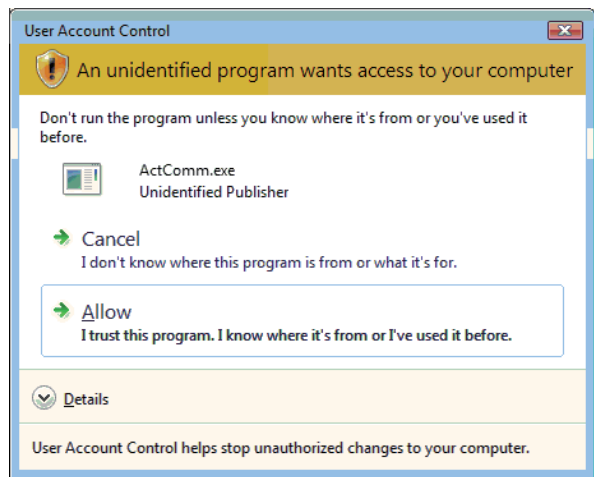 User Account Control
An unidentified program wants access to your computer
Don't run the program unless you know where it's from or you've used it
before.
ActComm.exe
Unidentified Publisher
Cancel
I don't know where this program is from or what it's for.
Allow
I trust this program. I know where it's from or I've used it before.
Details
User Account Control helps stop unauthorized changes to your computer.